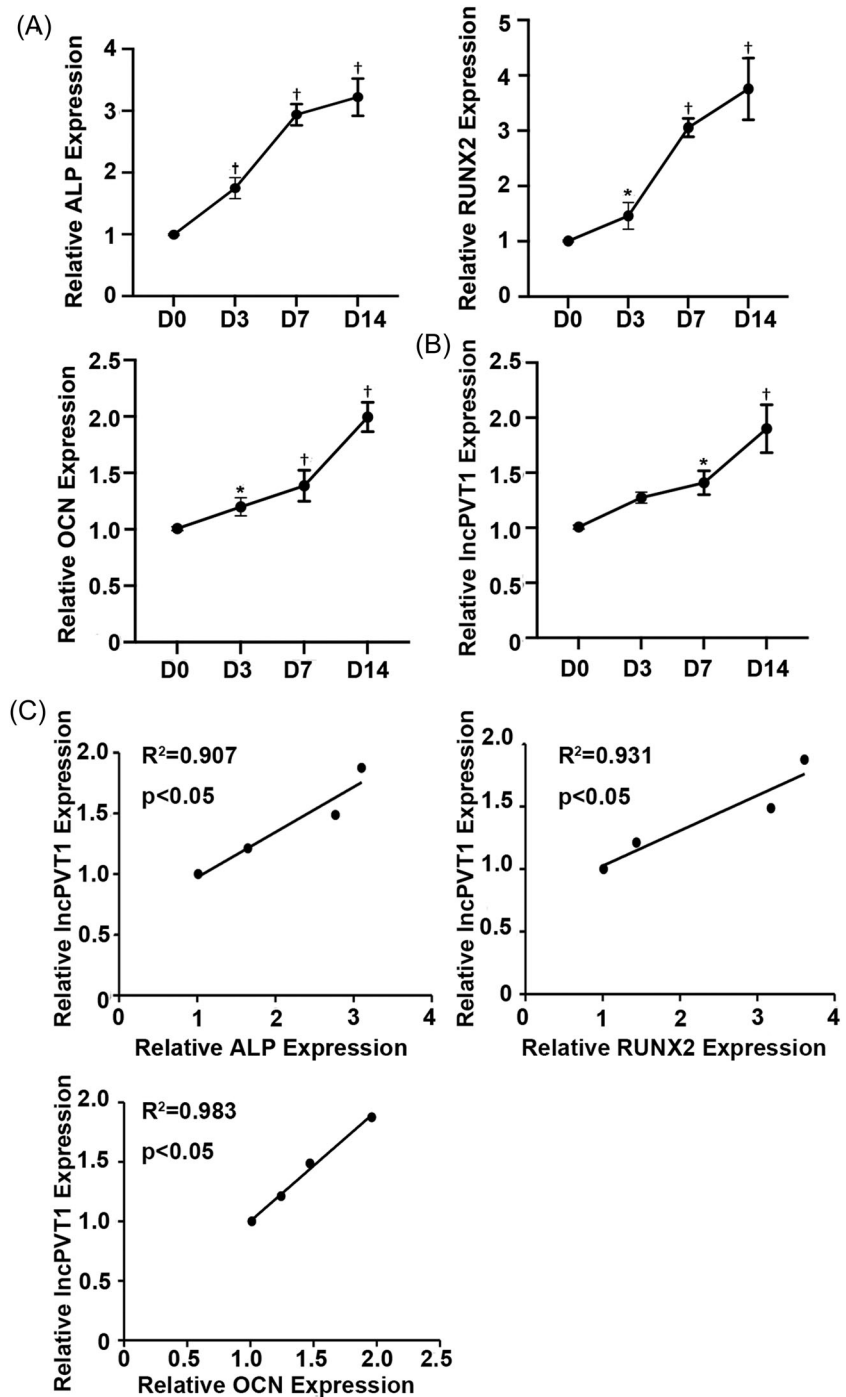 (A)
Relative ALP Expression
4
3
2
1
0
† † †
D0 D3 D7 D14
Relative RUNX2 Expression
5
4
3
2
1
0
* † †
D0 D3 D7 D14
Relative OCN Expression
2.5
2.0
1.5
1.0
0.5
0
* † †
D0 D3 D7 D14
(B)
Relative lncPVT1 Expression
2.5
2.0
1.5
1.0
0.5
0
* †
D0 D3 D7 D14
(C)
Relative lncPVT1 Expression
2.0
1.5
1.0
0.5
0
R²=0.907
p<0.05
0 1 2 3 4
Relative ALP Expression
Relative lncPVT1 Expression
2.0
1.5
1.0
0.5
0
R²=0.931
p<0.05
0 1 2 3 4
Relative RUNX2 Expression
Relative lncPVT1 Expression
2.0
1.5
1.0
0.5
0
R²=0.983
p<0.05
0 0.5 1.0 1.5 2.0 2.5
Relative OCN Expression